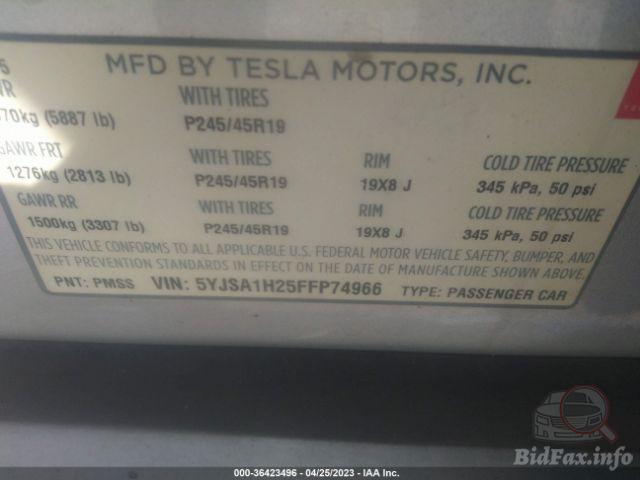 MFD BY TESLA MOTORS, INC.
WITH TIRES
70kg (5887 lb) P245/45R19
GAWR FRT WITH TIRES RIM COLD TIRE PRESSURE
1276kg (2813 lb) P245/45R19 19X8 J 345 kPa, 50 psi
GAWR RR WITH TIRES RIM COLD TIRE PRESSURE
1500kg (3307 lb) P245/45R19 19X8 J 345 kPa, 50 psi
THIS VEHICLE CONFORMS TO ALL APPLICABLE U.S. FEDERAL MOTOR VEHICLE SAFETY, BUMPER, AND
THEFT PREVENTION STANDARDS IN EFFECT ON THE DATE OF MANUFACTURE SHOWN ABOVE.
PNT: PMSS VIN: 5YJSA1H25FFP74966 TYPE: PASSENGER CAR
BidFax.info
000-36423496 - 04/25/2023 - IAA Inc.